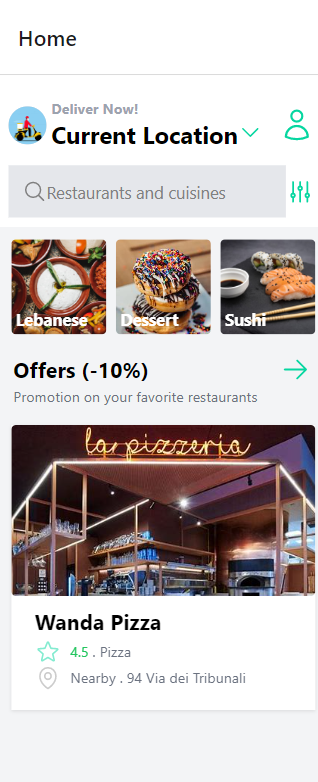 Home
Deliver Now!
Current Location
Restaurants and cuisines
Lebanese
Dessert
Sushi
Offers (-10%)
Promotion on your favorite restaurants
la pizzeria
Wanda Pizza
4.5 . Pizza
Nearby . 94 Via dei Tribunali